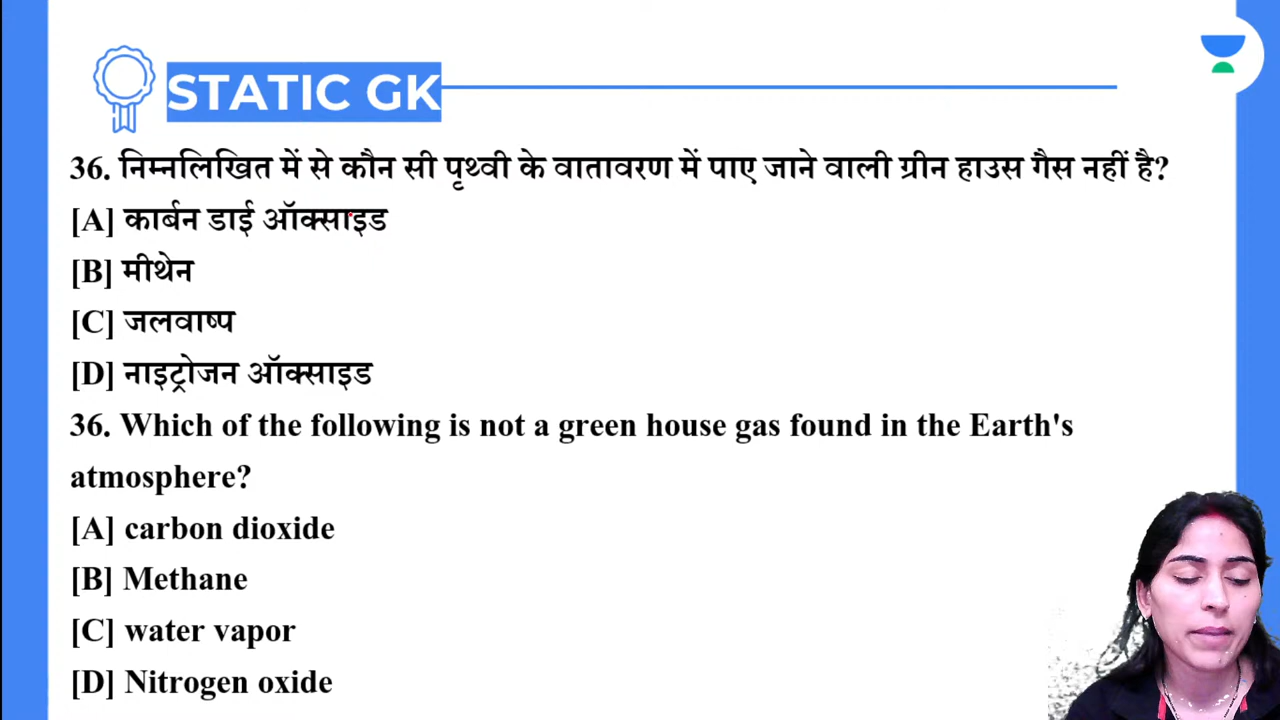 STATIC GK
36. निम्नलिखित में से कौन सी पृथ्वी के वातावरण में पाए जाने वाली ग्रीन हाउस गैस नहीं है?
[A] कार्बन डाई ऑक्साइड
[B] मीथेन
[C] जलवाष्प
[D] नाइट्रोजन ऑक्साइड
36. Which of the following is not a green house gas found in the Earth's
atmosphere?
[A] carbon dioxide
[B] Methane
[C] water vapor
[D] Nitrogen oxide